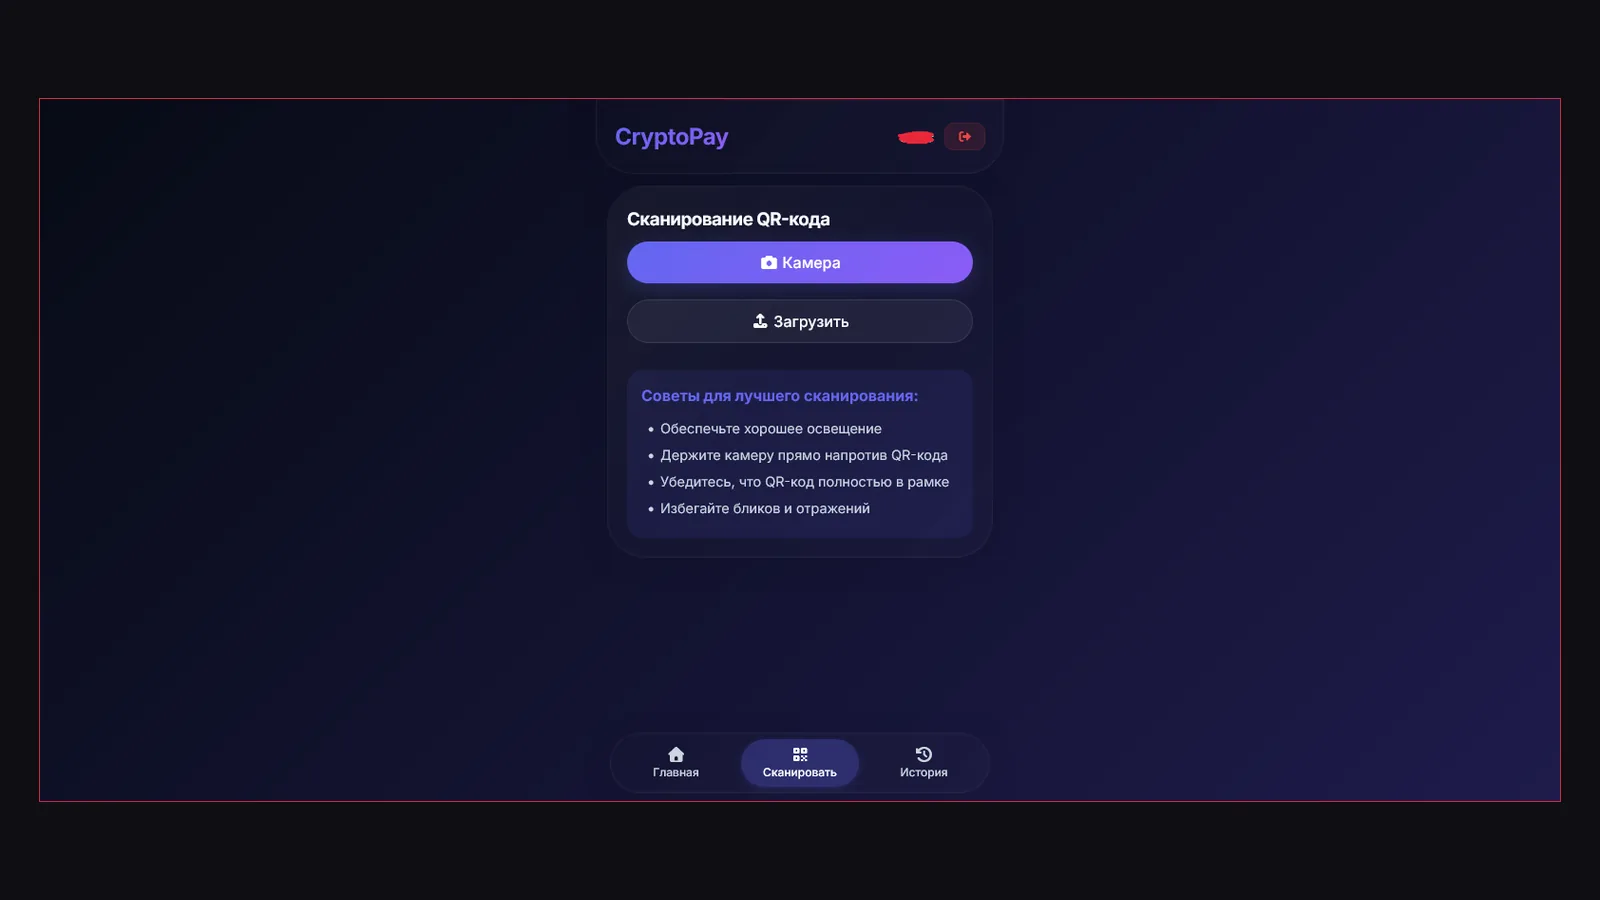 CryptoPay
Сканирование QR-кода
Камера
Загрузить
Советы для лучшего сканирования:
• Обеспечьте хорошее освещение
• Держите камеру прямо напротив QR-кода
• Убедитесь, что QR-код полностью в рамке
• Избегайте бликов и отражений
Главная
Сканировать
История